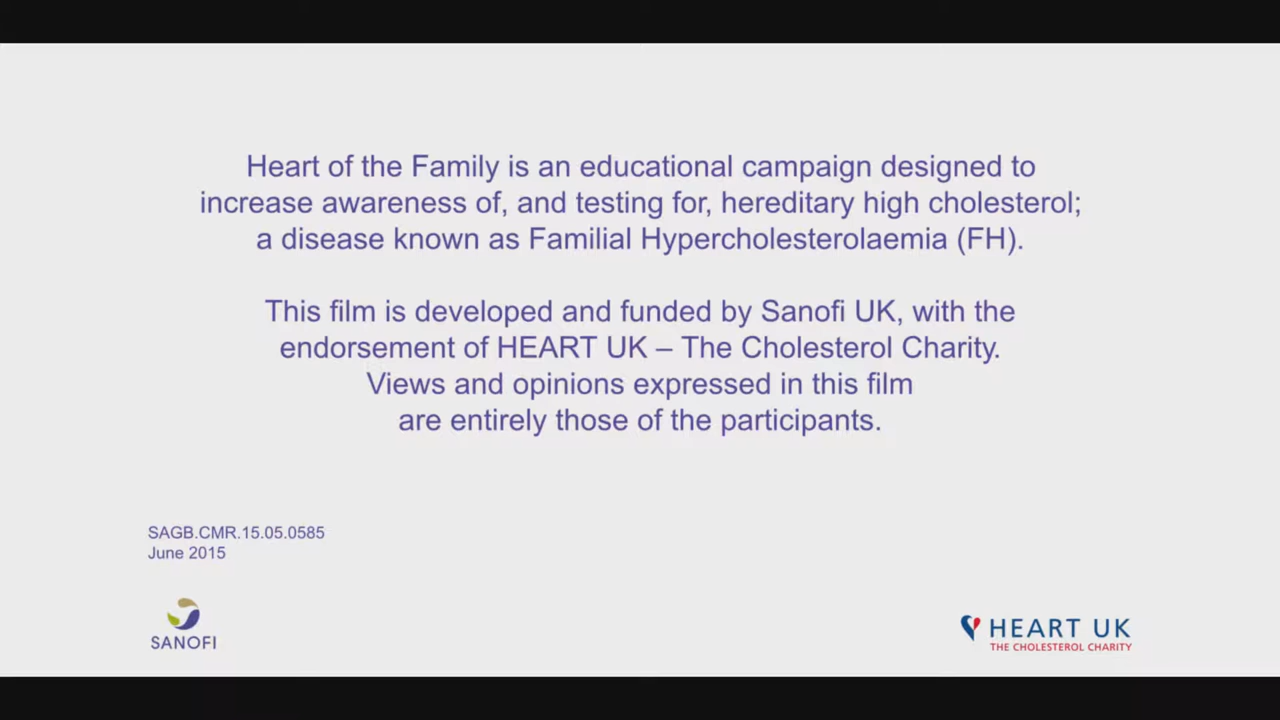 Heart of the Family is an educational campaign designed to
increase awareness of, and testing for, hereditary high cholesterol;
a disease known as Familial Hypercholesterolaemia (FH).
This film is developed and funded by Sanofi UK, with the
endorsement of HEART UK – The Cholesterol Charity.
Views and opinions expressed in this film
are entirely those of the participants.
SAGB.CMR.15.05.0585
June 2015
SANOFI
HEART UK
THE CHOLESTEROL CHARITY